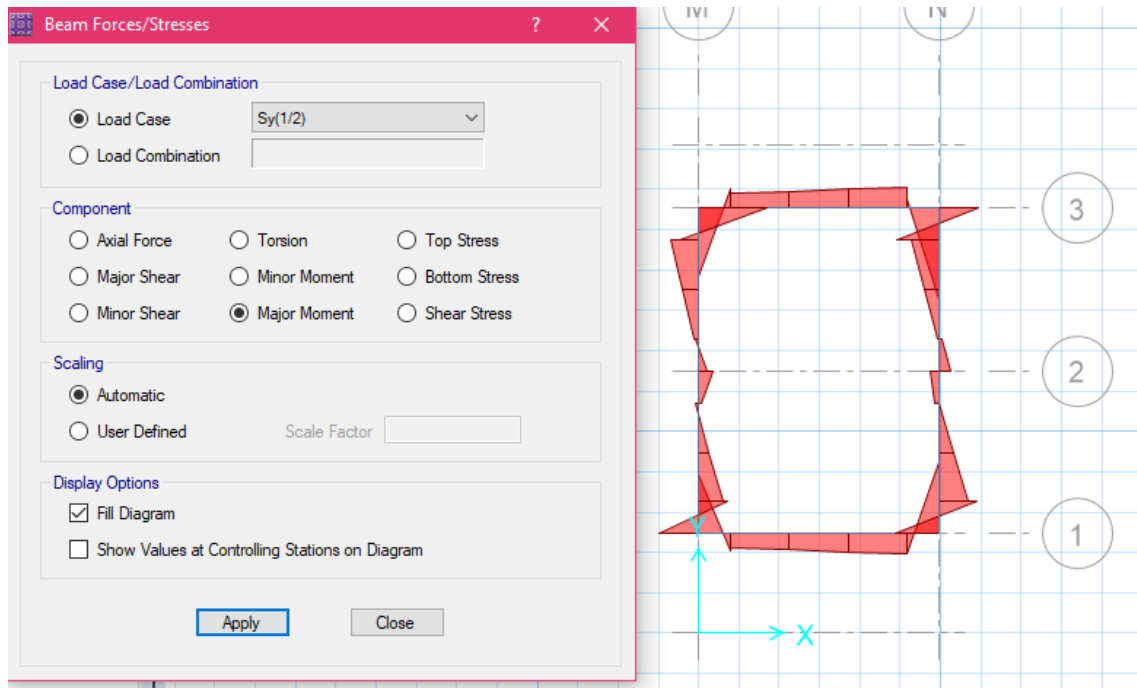 Beam Forces/Stresses ? ×
Load Case/Load Combination
Load Case Sy(1/2)
Load Combination
Component
Axial Force Torsion Top Stress
Major Shear Minor Moment Bottom Stress
Minor Shear Major Moment Shear Stress
Scaling
Automatic
User Defined Scale Factor
Display Options
Fill Diagram
Show Values at Controlling Stations on Diagram
Apply Close
M N
3
2
1
Y
X